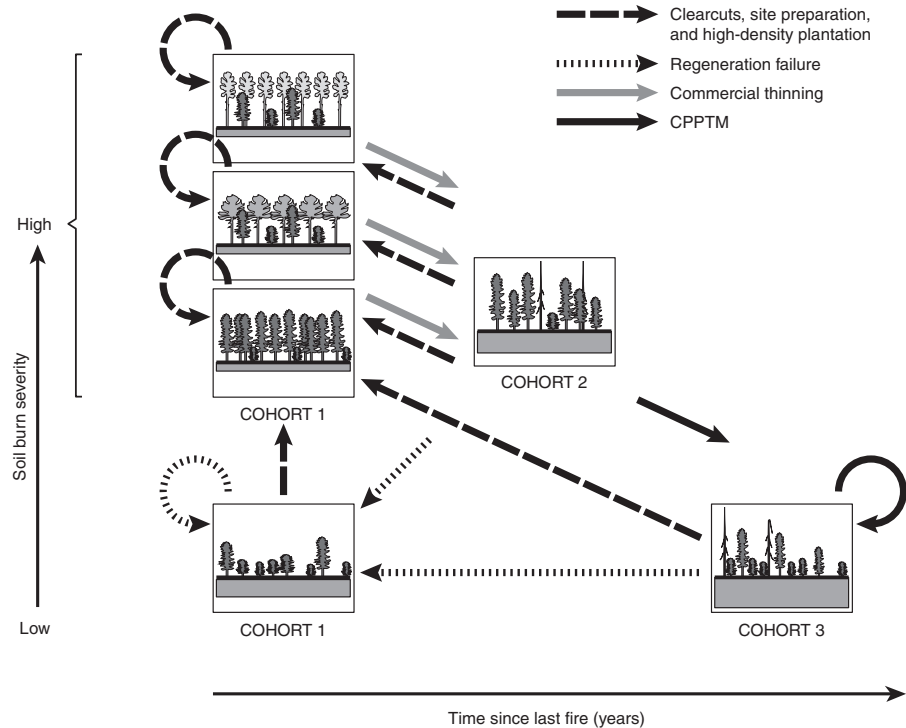 Clearcuts, site preparation,
and high-density plantation
Regeneration failure
Commercial thinning
CPPTM
High
Soil burn severity
Low
COHORT 1
COHORT 2
COHORT 1
COHORT 3
Time since last fire (years)